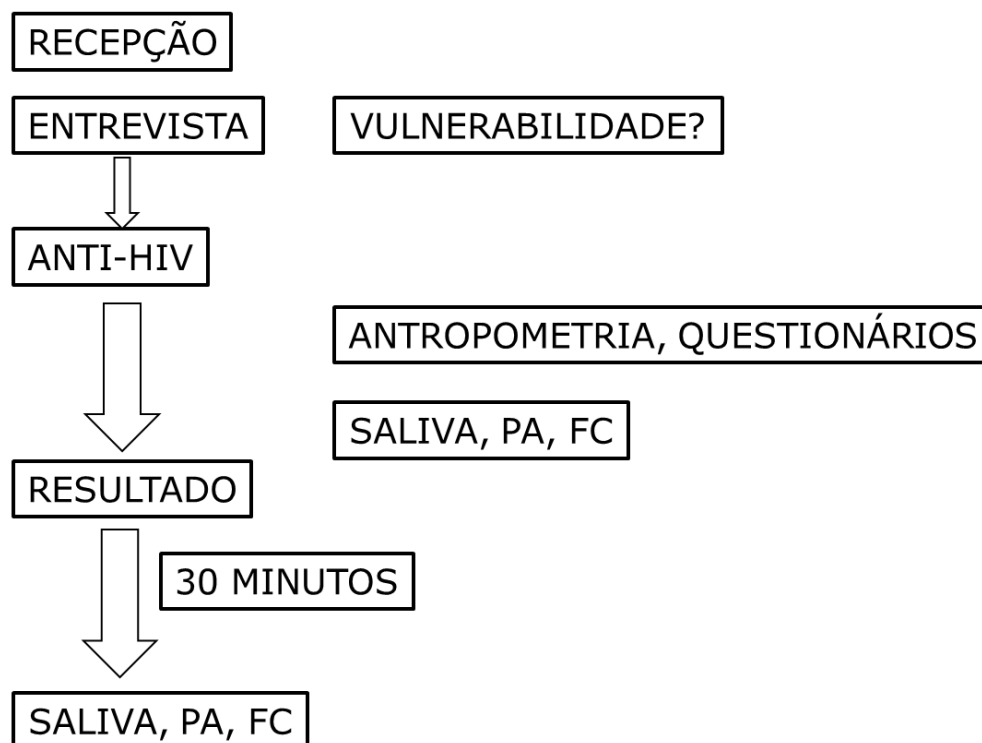 RECEPÇÃO
ENTREVISTA
VULNERABILIDADE?
ANTI-HIV
ANTROPOMETRIA, QUESTIONÁRIOS
SALIVA, PA, FC
RESULTADO
30 MINUTOS
SALIVA, PA, FC